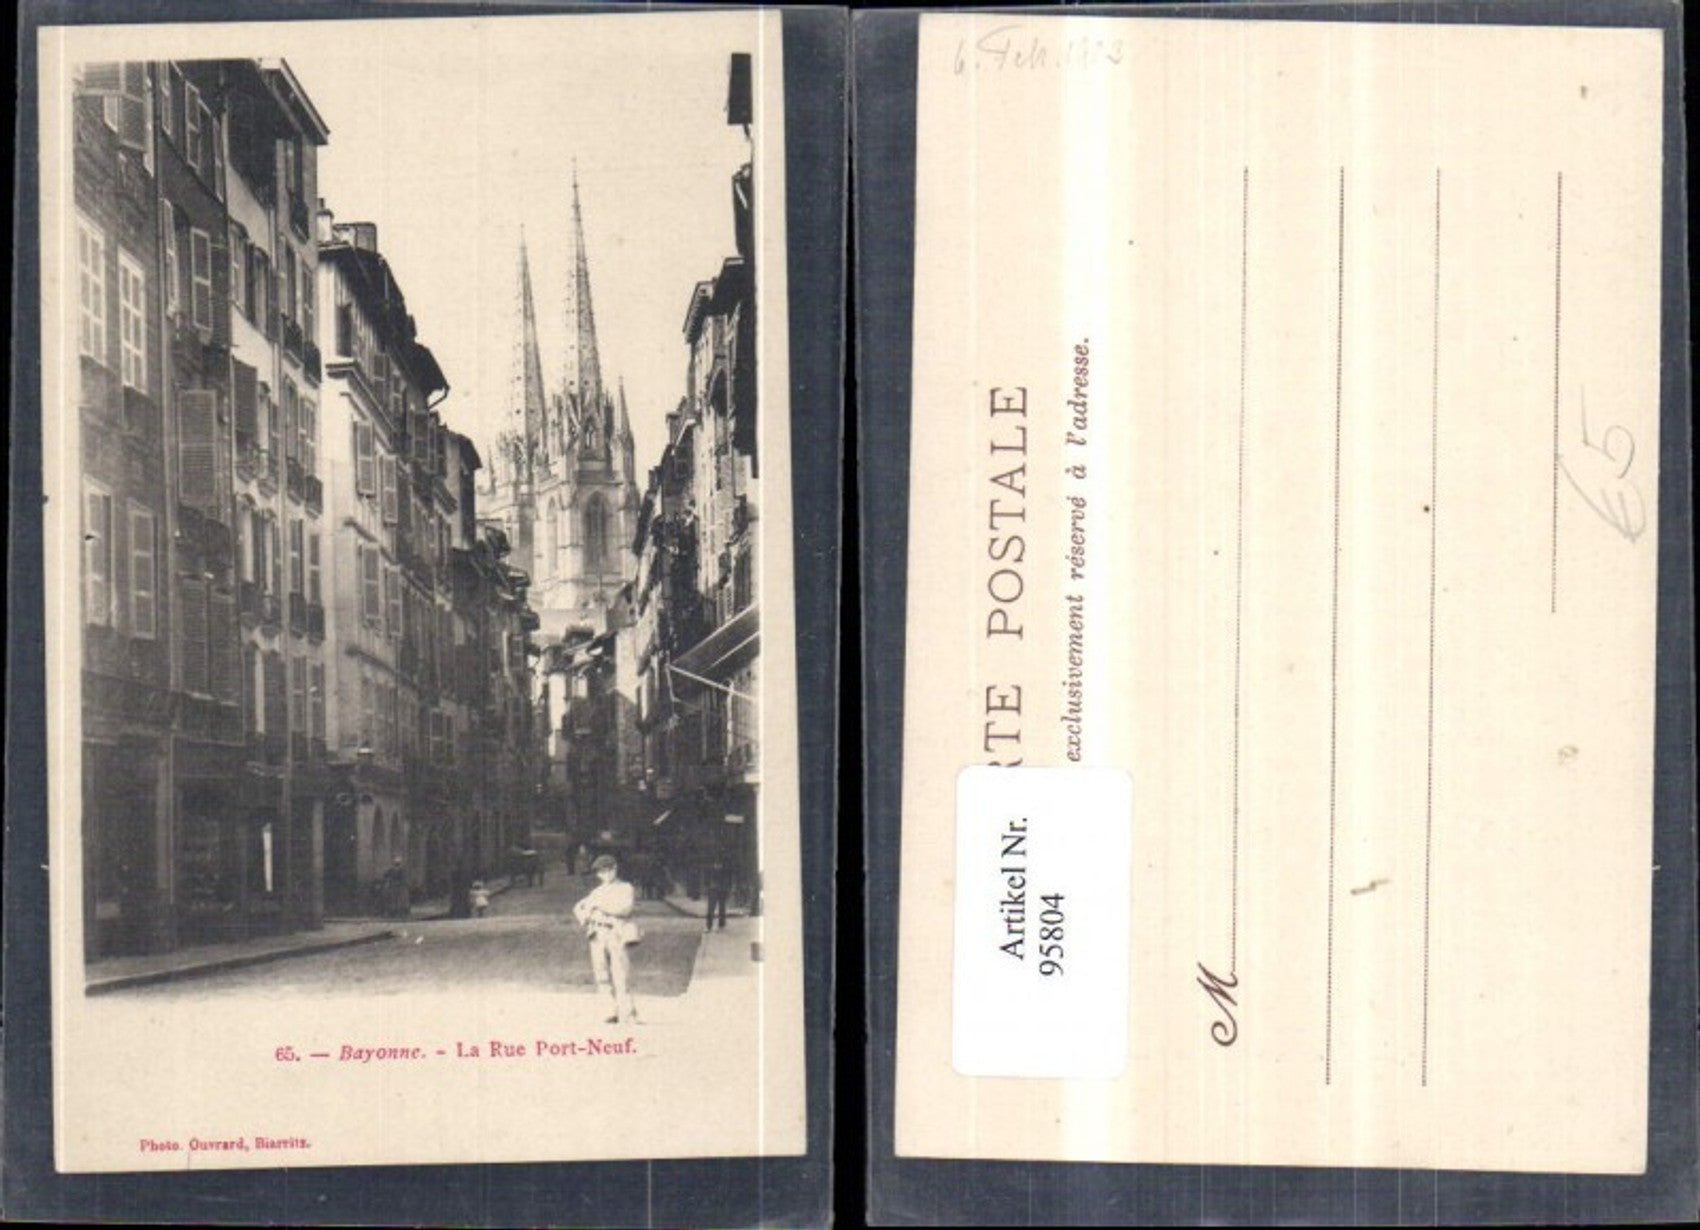 65. — Bayonne. - La Rue Port-Neuf.
Photo. Ouvrard, Biarritz.
6. Feb.
RTE POSTALE
exclusivement réservé à l'adresse.
Artikel Nr.
95804
M
€5